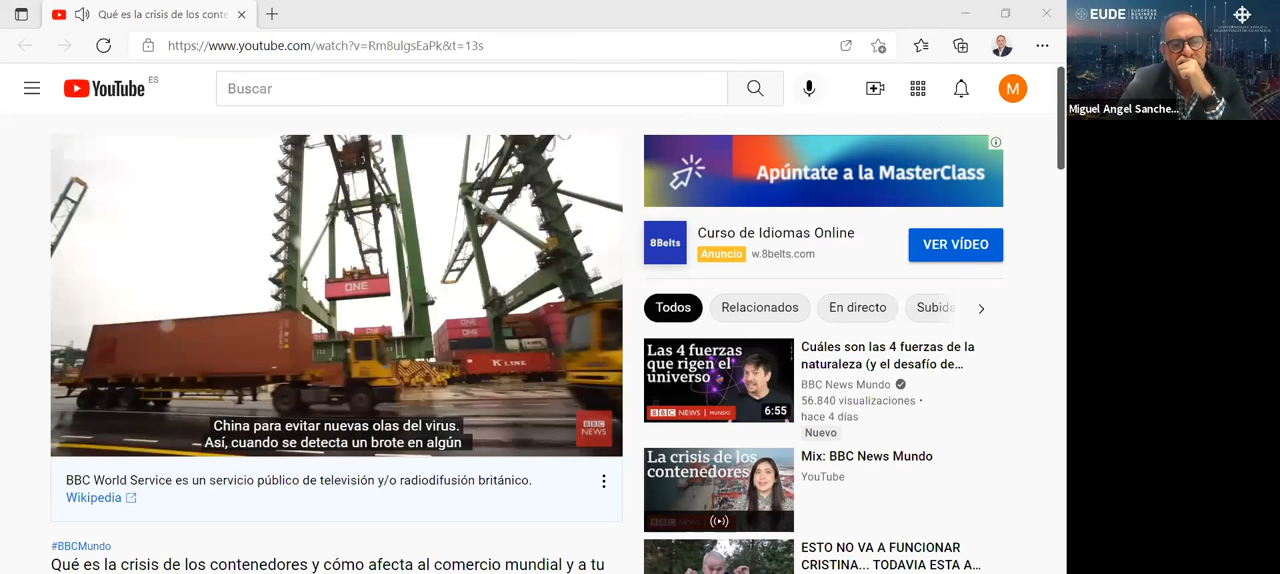 Qué es la crisis de los conte
https://www.youtube.com/watch?v=Rm8ulgsEaPk&t=13s
YouTube ES
Buscar
M
EUDE EUROPEAN BUSINESS SCHOOL
Miguel Angel Sanche...
ONE
ONE
ONE
K LINE
China para evitar nuevas olas del virus.
Así, cuando se detecta un brote en algún
BBC NEWS
BBC World Service es un servicio público de televisión y/o radiodifusión británico.
Wikipedia
#BBCMundo
Qué es la crisis de los contenedores y cómo afecta al comercio mundial y a tu
Apúntate a la MasterClass
8Belts
Curso de Idiomas Online
Anuncio w.8belts.com
VER VÍDEO
Todos Relacionados En directo Subida
Las 4 fuerzas
que rigen el
universo
BBC NEWS MUNDO
6:55
Cuáles son las 4 fuerzas de la
naturaleza (y el desafío de...
BBC News Mundo
56.840 visualizaciones •
hace 4 días
Nuevo
La crisis de los
contenedores
BBC NEWS
Mix: BBC News Mundo
YouTube
ESTO NO VA A FUNCIONAR
CRISTINA... TODAVIA ESTA A...